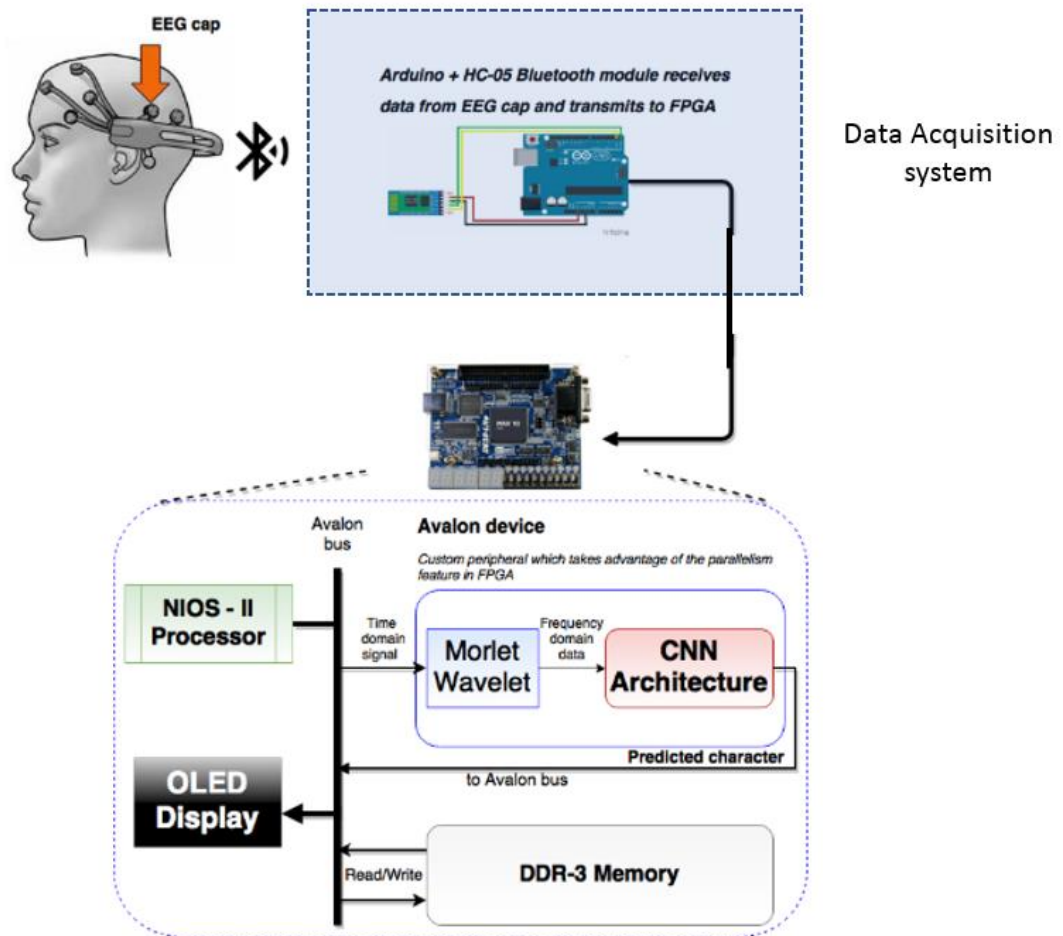 EEG cap
Arduino + HC-05 Bluetooth module receives
data from EEG cap and transmits to FPGA
Data Acquisition
system
MAX 10
Avalon
bus
Avalon device
Custom peripheral which takes advantage of the parallelism
feature in FPGA
NIOS - II
Processor
Time
domain
signal
Morlet
Wavelet
Frequency
domain
data
CNN
Architecture
Predicted character
to Avalon bus
OLED
Display
Read/Write
DDR-3 Memory